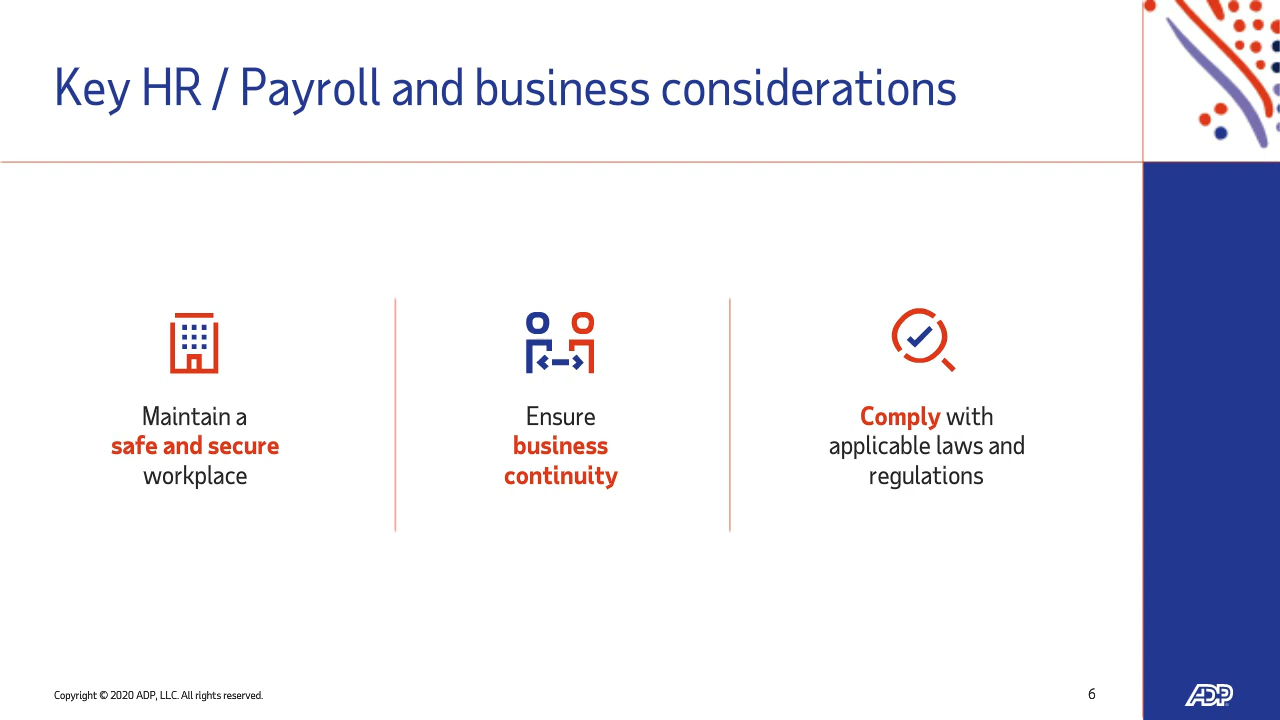 Key HR / Payroll and business considerations
Maintain a
safe and secure
workplace
Ensure
business
continuity
Comply with
applicable laws and
regulations
Copyright © 2020 ADP, LLC. All rights reserved.
6
ADP